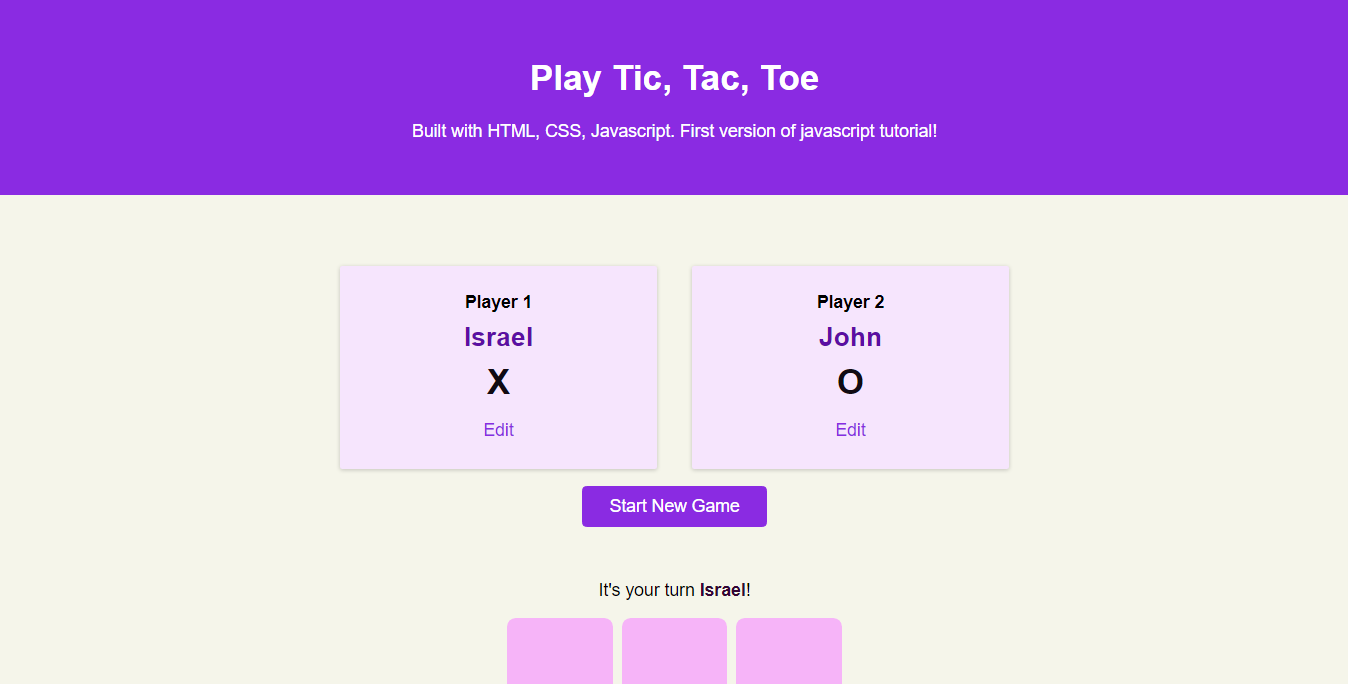 Play Tic, Tac, Toe
Built with HTML, CSS, Javascript. First version of javascript tutorial!
Player 1
Israel
X
Edit
Player 2
John
O
Edit
Start New Game
It's your turn Israel!